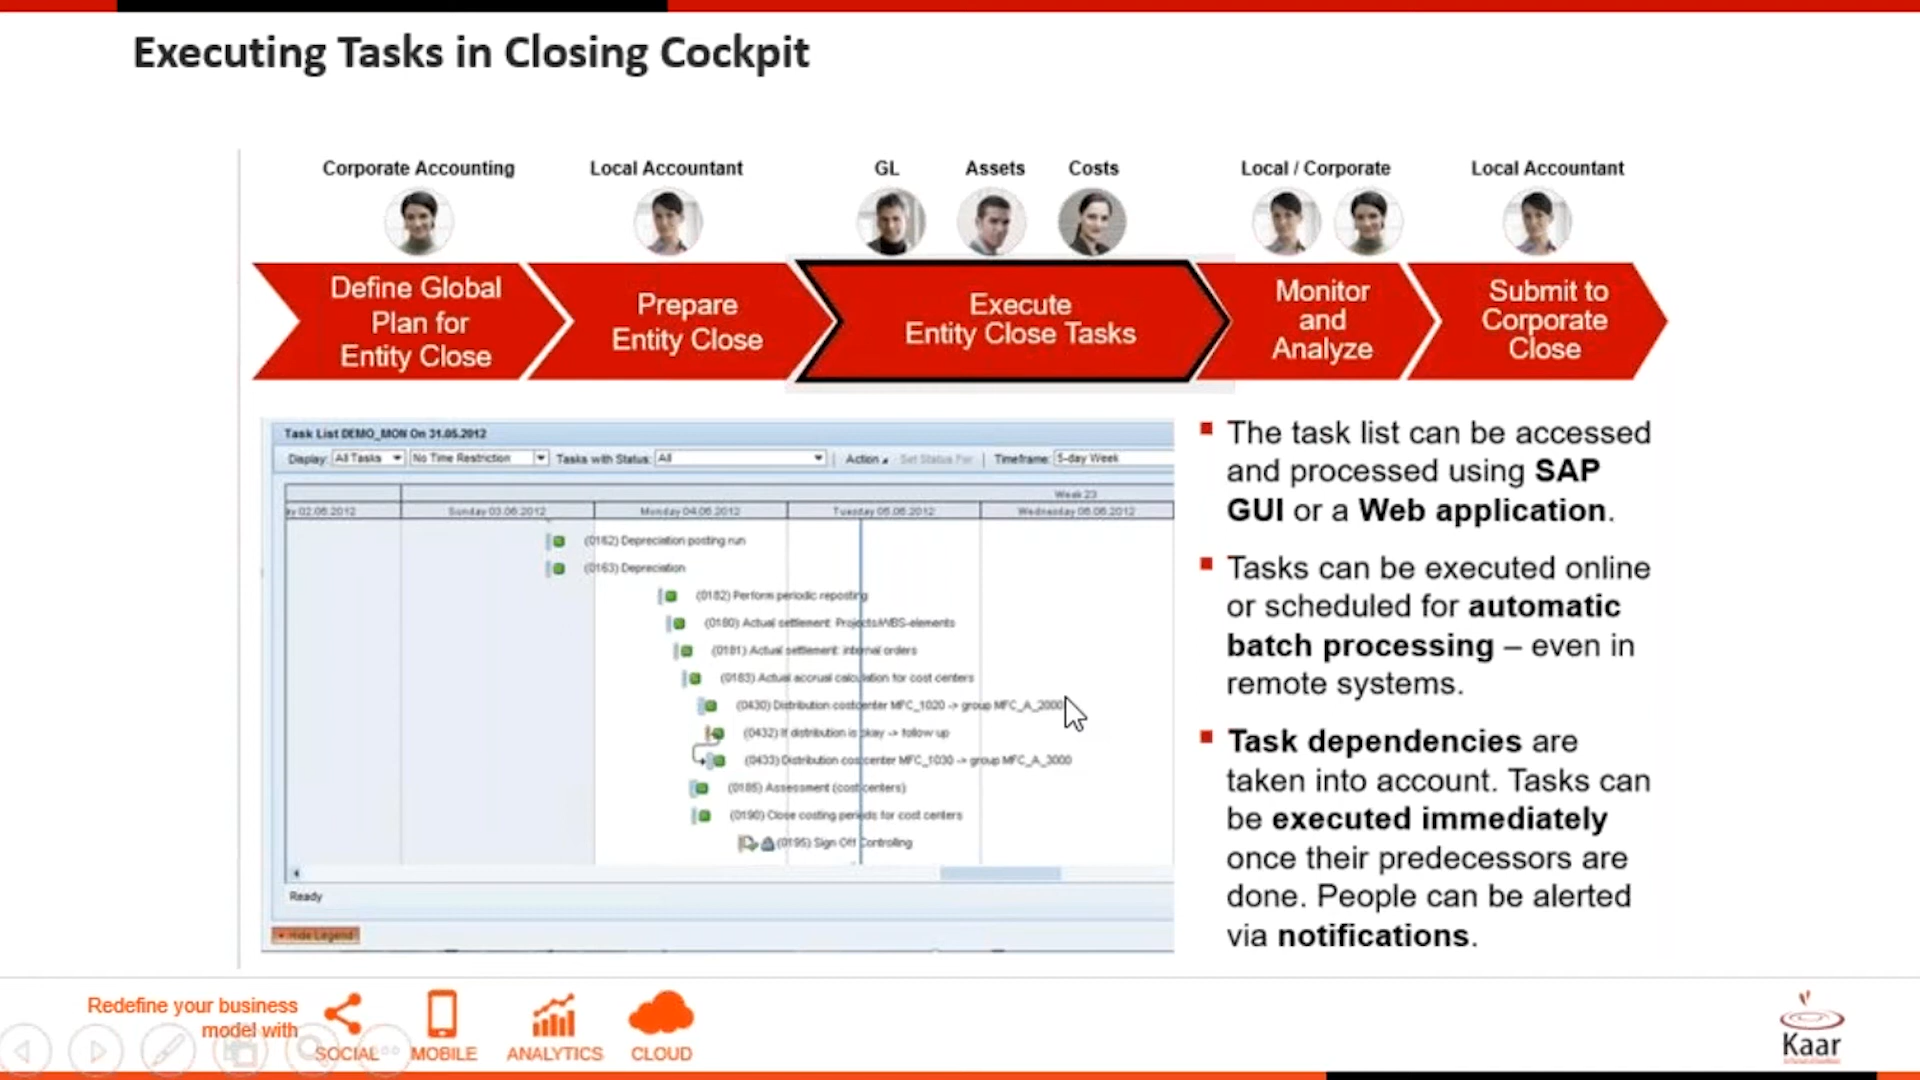 Executing Tasks in Closing Cockpit
Corporate Accounting
Local Accountant
GL
Assets
Costs
Local / Corporate
Local Accountant
Define Global
Plan for
Entity Close
Prepare
Entity Close
Execute
Entity Close Tasks
Monitor
and
Analyze
Submit to
Corporate
Close
Task List DEMO_MON On 31.05.2012
Display: All Tasks No Time Restriction Tasks with Status: All Action Set Status For Timeframe: 5-day Week
Week 23
ay 02.06.2012 Sunday 03.06.2012 Monday 04.06.2012 Tuesday 05.06.2012 Wednesday 06.06.2012
(0162) Depreciation posting run
(0163) Depreciation
(0182) Perform periodic reposting
(0180) Actual settlement: Projects/WBS-elements
(0181) Actual settlement: internal orders
(0183) Actual accrual calculation for cost centers
(0430) Distribution costcenter MFC_1020 -> group MFC_A_2000
(0432) If distribution is okay -> follow up
(0433) Distribution costcenter MFC_1030 -> group MFC_A_3000
(0185) Assessment (cost centers)
(0190) Close costing periods for cost centers
(0195) Sign Off Controlling
Ready
Hide Legend
The task list can be accessed
and processed using SAP
GUI or a Web application.
Tasks can be executed online
or scheduled for automatic
batch processing – even in
remote systems.
Task dependencies are
taken into account. Tasks can
be executed immediately
once their predecessors are
done. People can be alerted
via notifications.
Redefine your business
model with
SOCIAL
MOBILE
ANALYTICS
CLOUD
Kaar